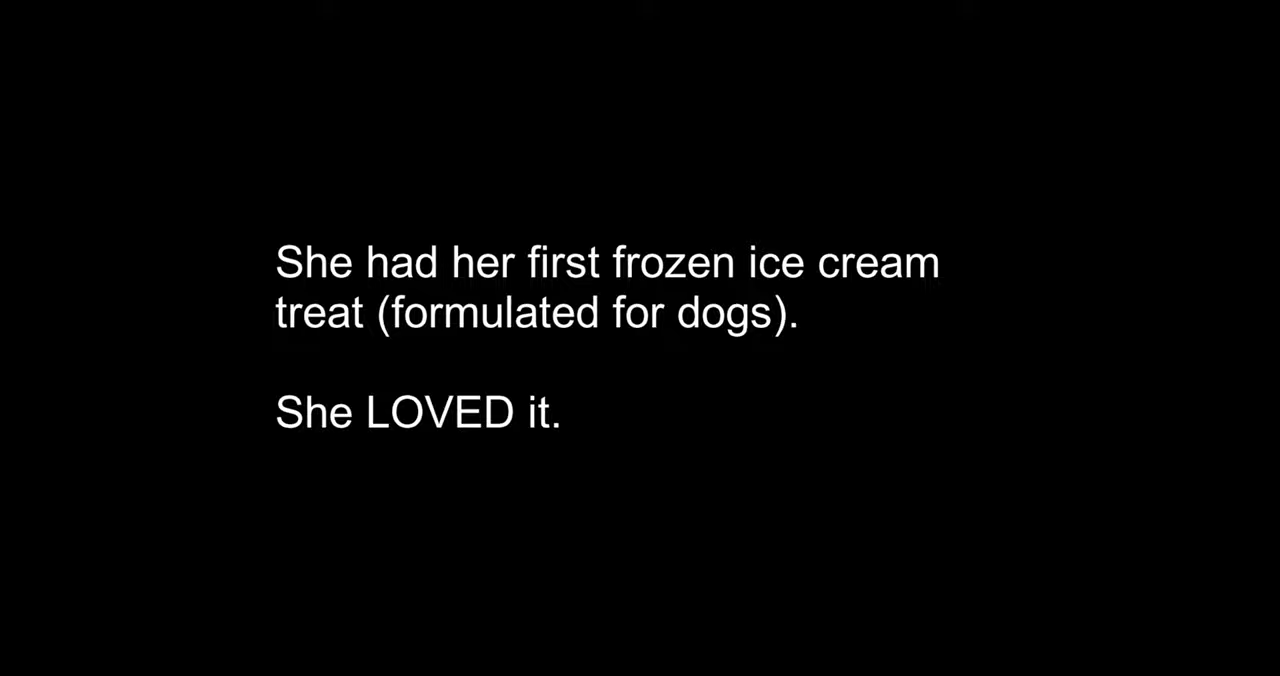 She had her first frozen ice cream
treat (formulated for dogs).
She LOVED it.